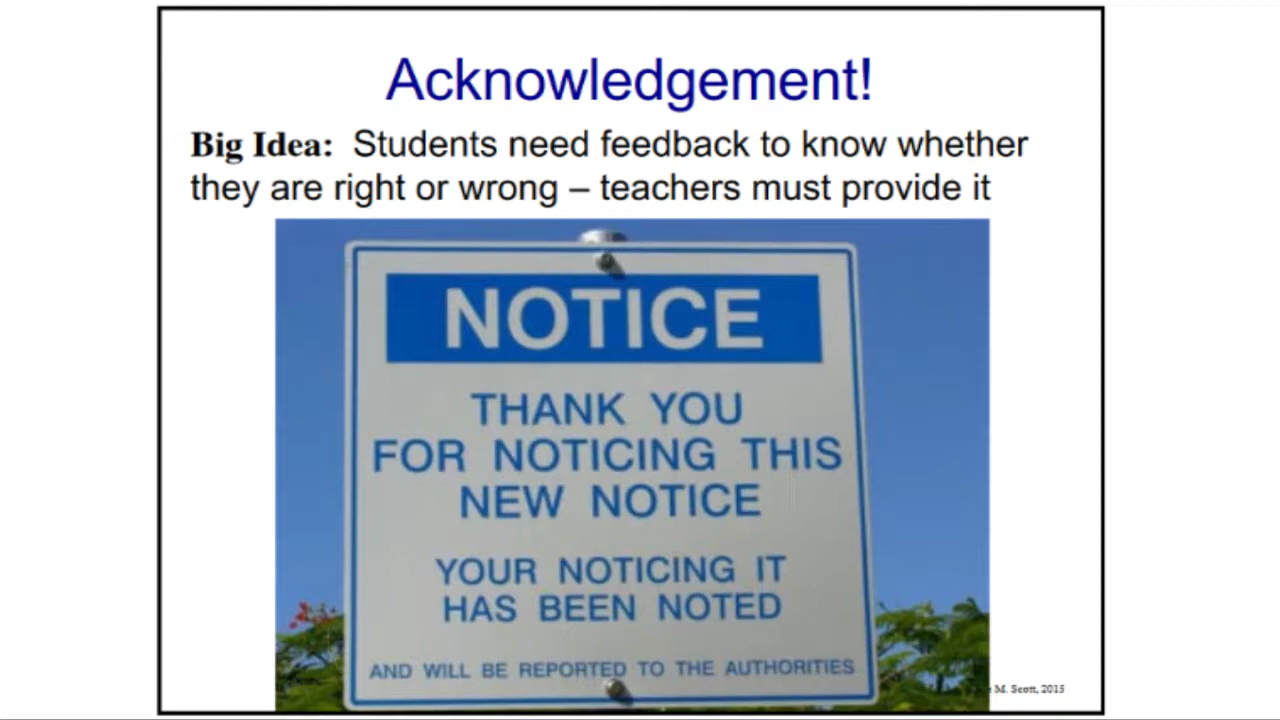 Acknowledgement!
Big Idea: Students need feedback to know whether
they are right or wrong – teachers must provide it
NOTICE
THANK YOU
FOR NOTICING THIS
NEW NOTICE
YOUR NOTICING IT
HAS BEEN NOTED
AND WILL BE REPORTED TO THE AUTHORITIES
M. Scott, 2015